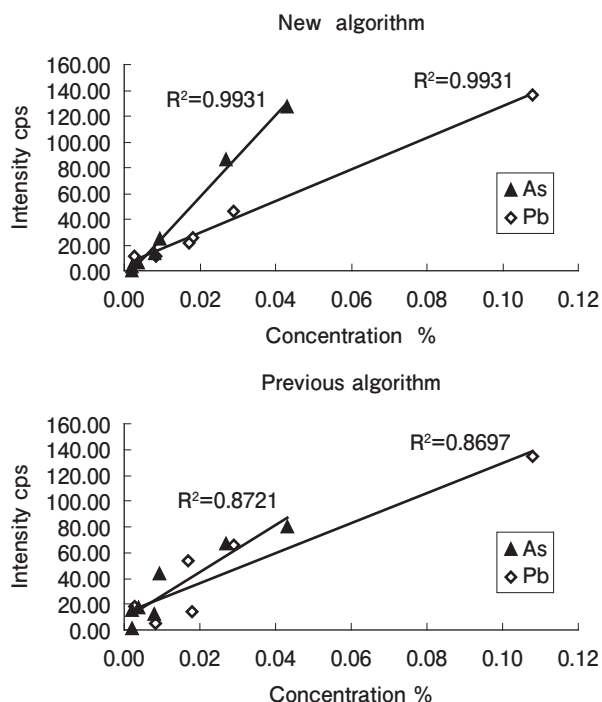 New algorithm
160.00
140.00
120.00
100.00
80.00
60.00
40.00
20.00
0.00
Intensity cps
R²=0.9931
R²=0.9931
As
Pb
0.00 0.02 0.04 0.06 0.08 0.10 0.12
Concentration %
Previous algorithm
160.00
140.00
120.00
100.00
80.00
60.00
40.00
20.00
0.00
Intensity cps
R²=0.8697
R²=0.8721
As
Pb
0.00 0.02 0.04 0.06 0.08 0.10 0.12
Concentration %